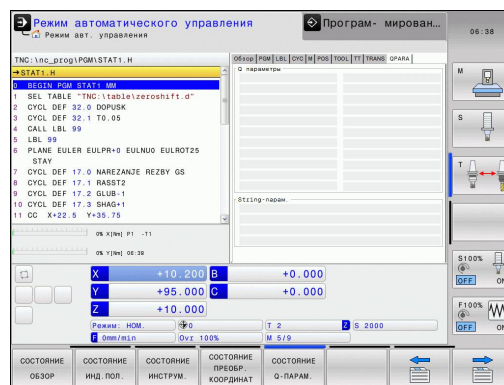 Режим автоматического управления
Режим авт. управления
Програм- мирован...
06:38
TNC:\nc_prog\PGM\STAT1.H
→STAT1.H
0 BEGIN PGM STAT1 MM
1 SEL TABLE "TNC:\table\zeroshift.d"
2 CYCL DEF 32.0 DOPUSK
3 CYCL DEF 32.1 T0.05
4 CALL LBL 99
5 LBL 99
6 PLANE EULER EULPR+0 EULNU0 EULROT25
STAY
7 CYCL DEF 17.0 NAREZANJE REZBY GS
8 CYCL DEF 17.1 RASST2
9 CYCL DEF 17.2 GLUB-1
10 CYCL DEF 17.3 SHAG+1
11 CC X+22.5 Y+35.75
Обзор PGM LBL CYC M POS TOOL TT TRANS QPARA
Q параметры
String-парам.
0% X[Nm] P1 -T1
0% Y[Nm] 06:38
X +10.200 B +0.000
Y +95.000 C +0.000
Z +10.000
Режим: НОМ. 0 T 2 Z S 2000
F 0mm/min Ovr 100% M 5/9
M
S
T
S100%
OFF ON
F100%
OFF ON
СОСТОЯНИЕ ОБЗОР
СОСТОЯНИЕ ИНД.ПОЛ.
СОСТОЯНИЕ ИНСТРУМ.
СОСТОЯНИЕ ПРЕОБР. КООРДИНАТ
СОСТОЯНИЕ Q-ПАРАМ.